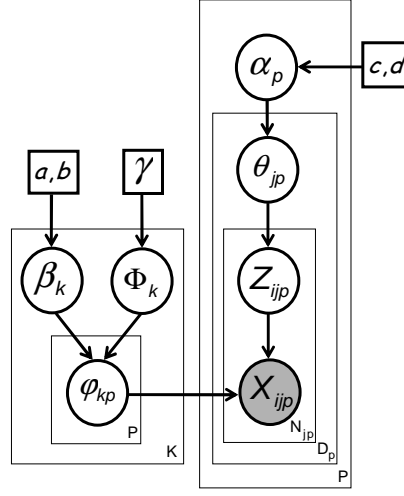 α_p
c,d
θ_jp
a,b
γ
β_k
Φ_k
Z_ijp
φ_kp
X_ijp
P
N_jp
K
D_p
P